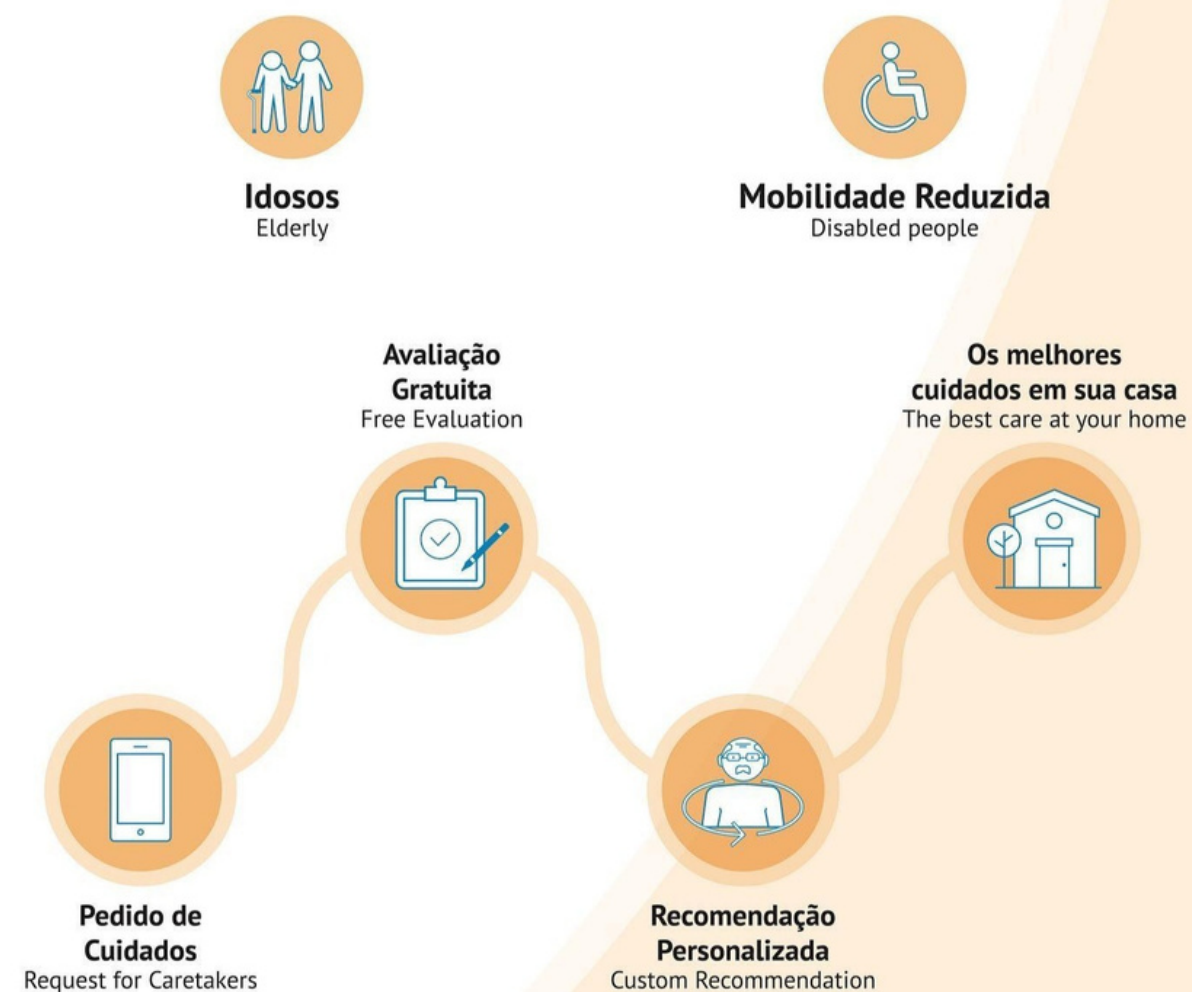 Idosos
Elderly
Mobilidade Reduzida
Disabled people
Avaliação
Gratuita
Free Evaluation
Os melhores
cuidados em sua casa
The best care at your home
Pedido de
Cuidados
Request for Caretakers
Recomendação
Personalizada
Custom Recommendation